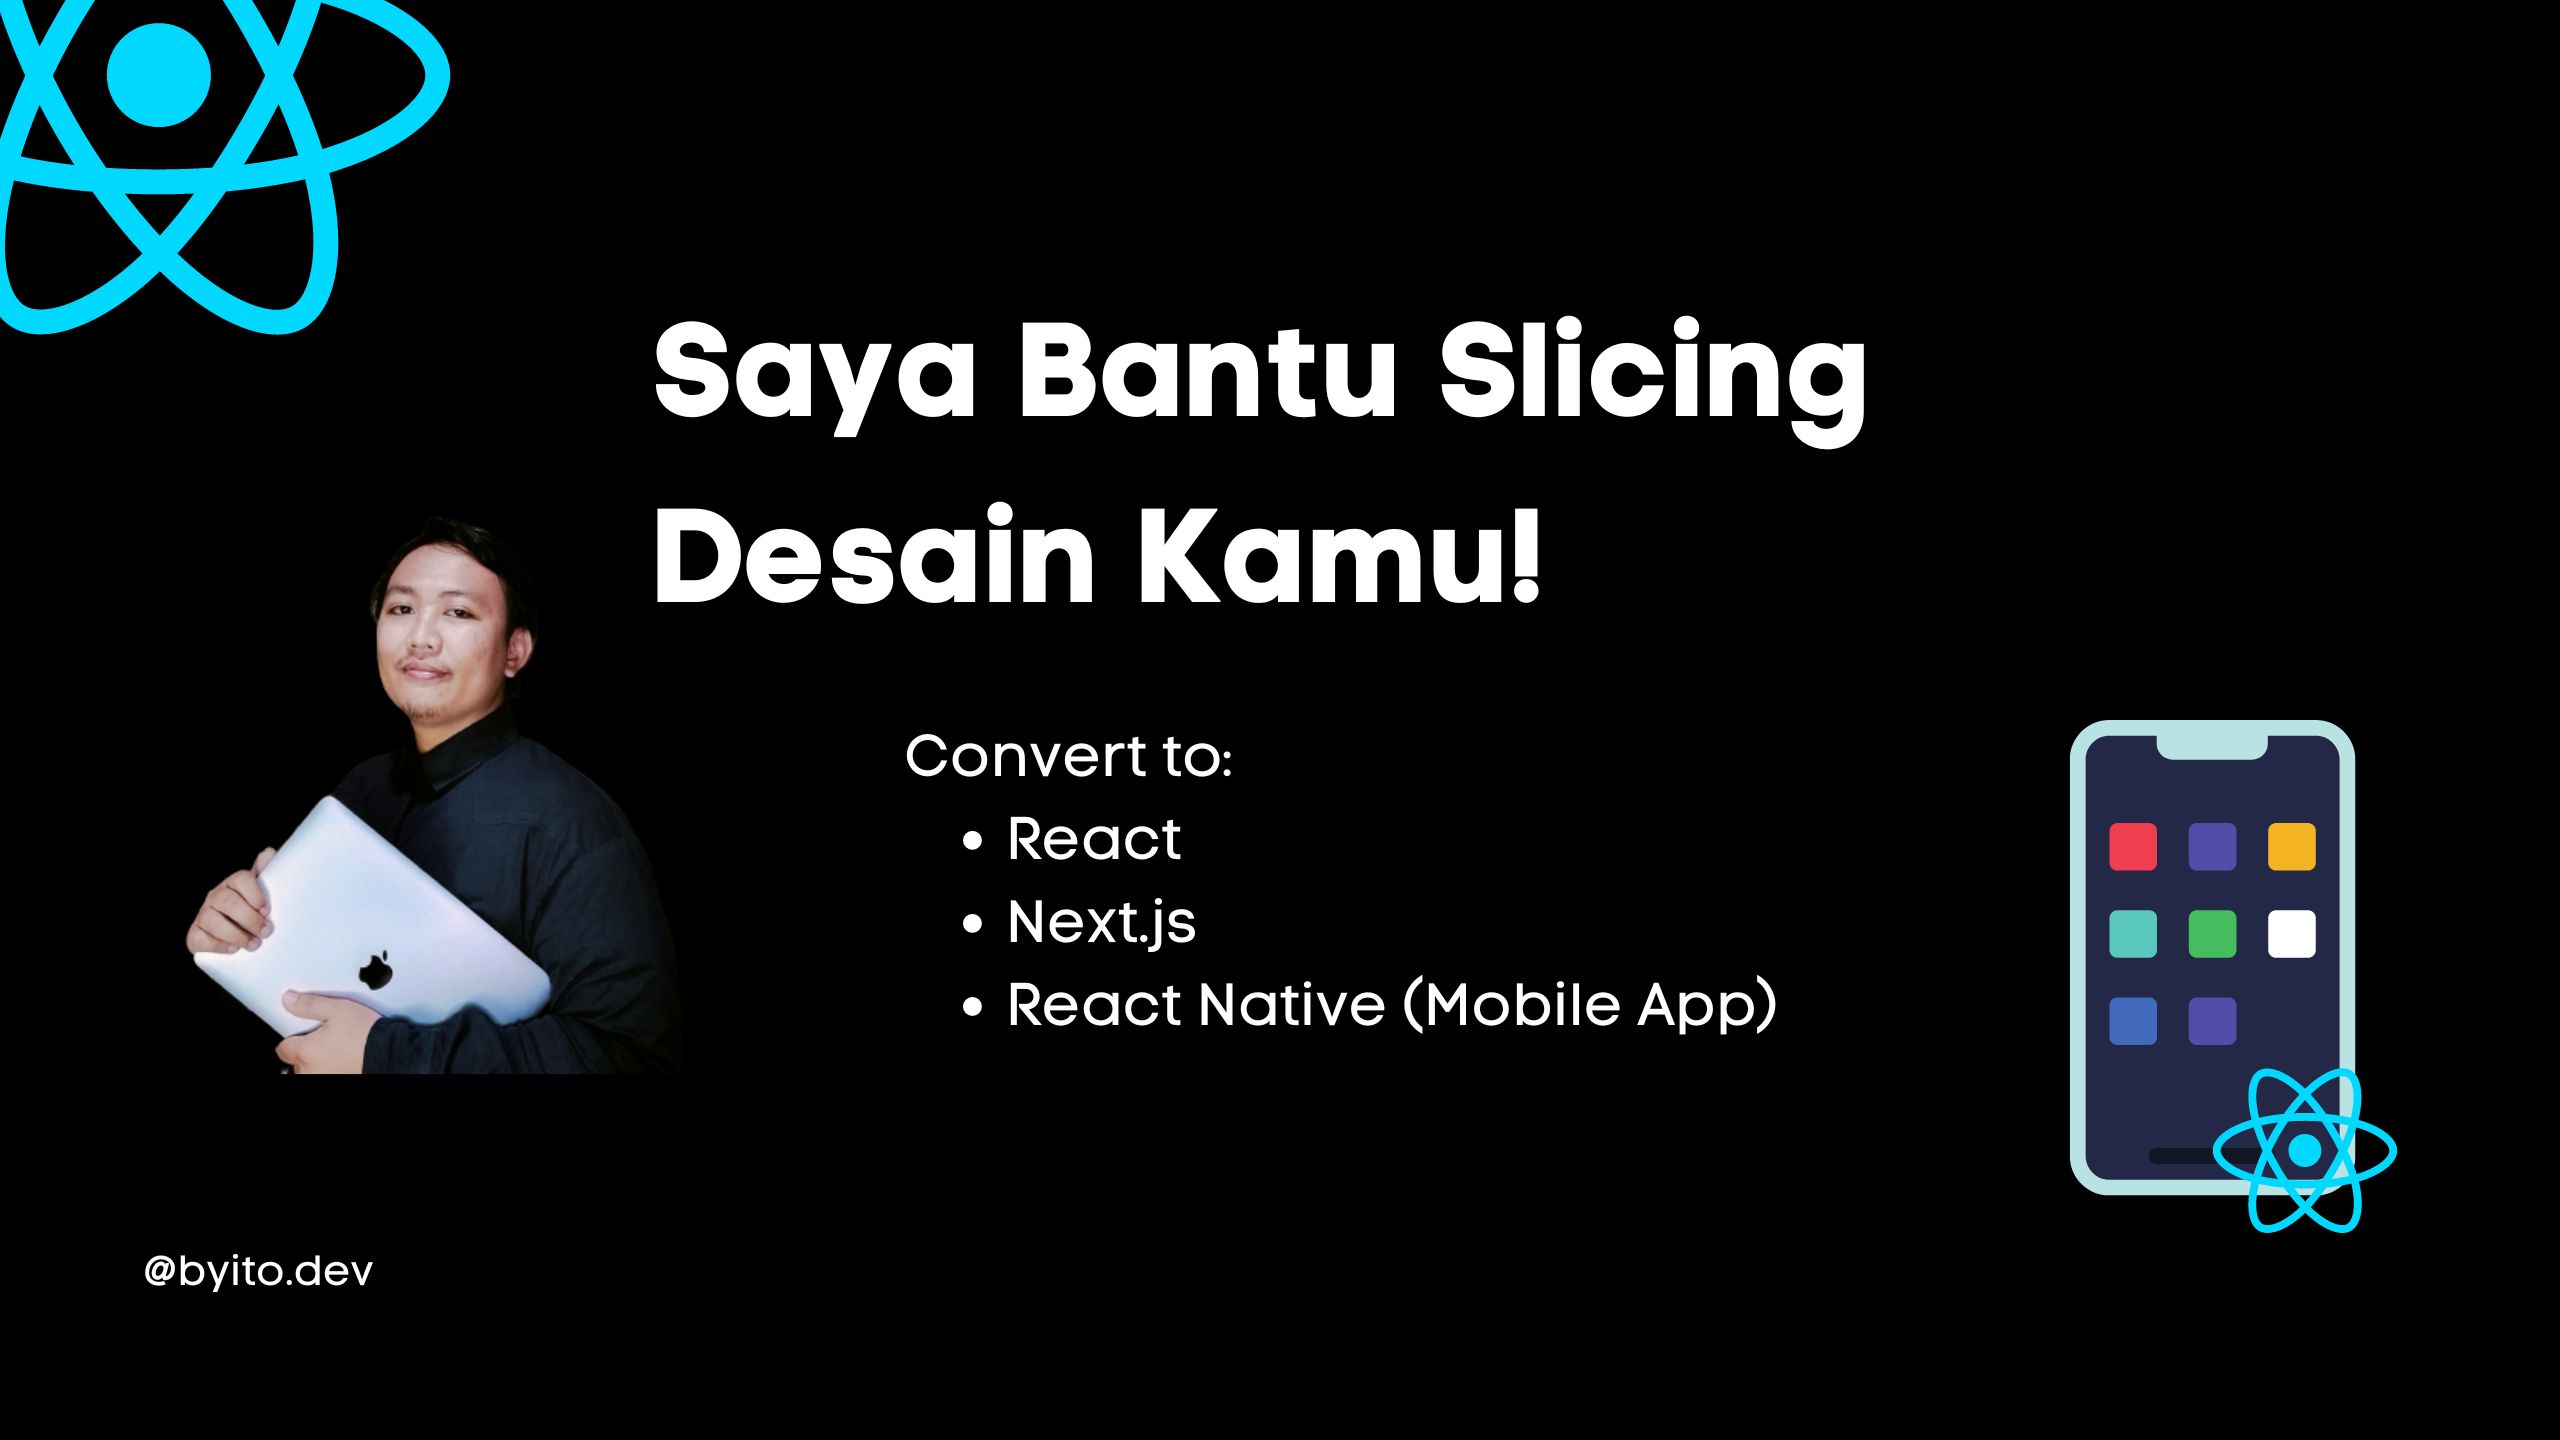 Saya Bantu Slicing
Desain Kamu!
Convert to:
• React
• Next.js
• React Native (Mobile App)
@byito.dev